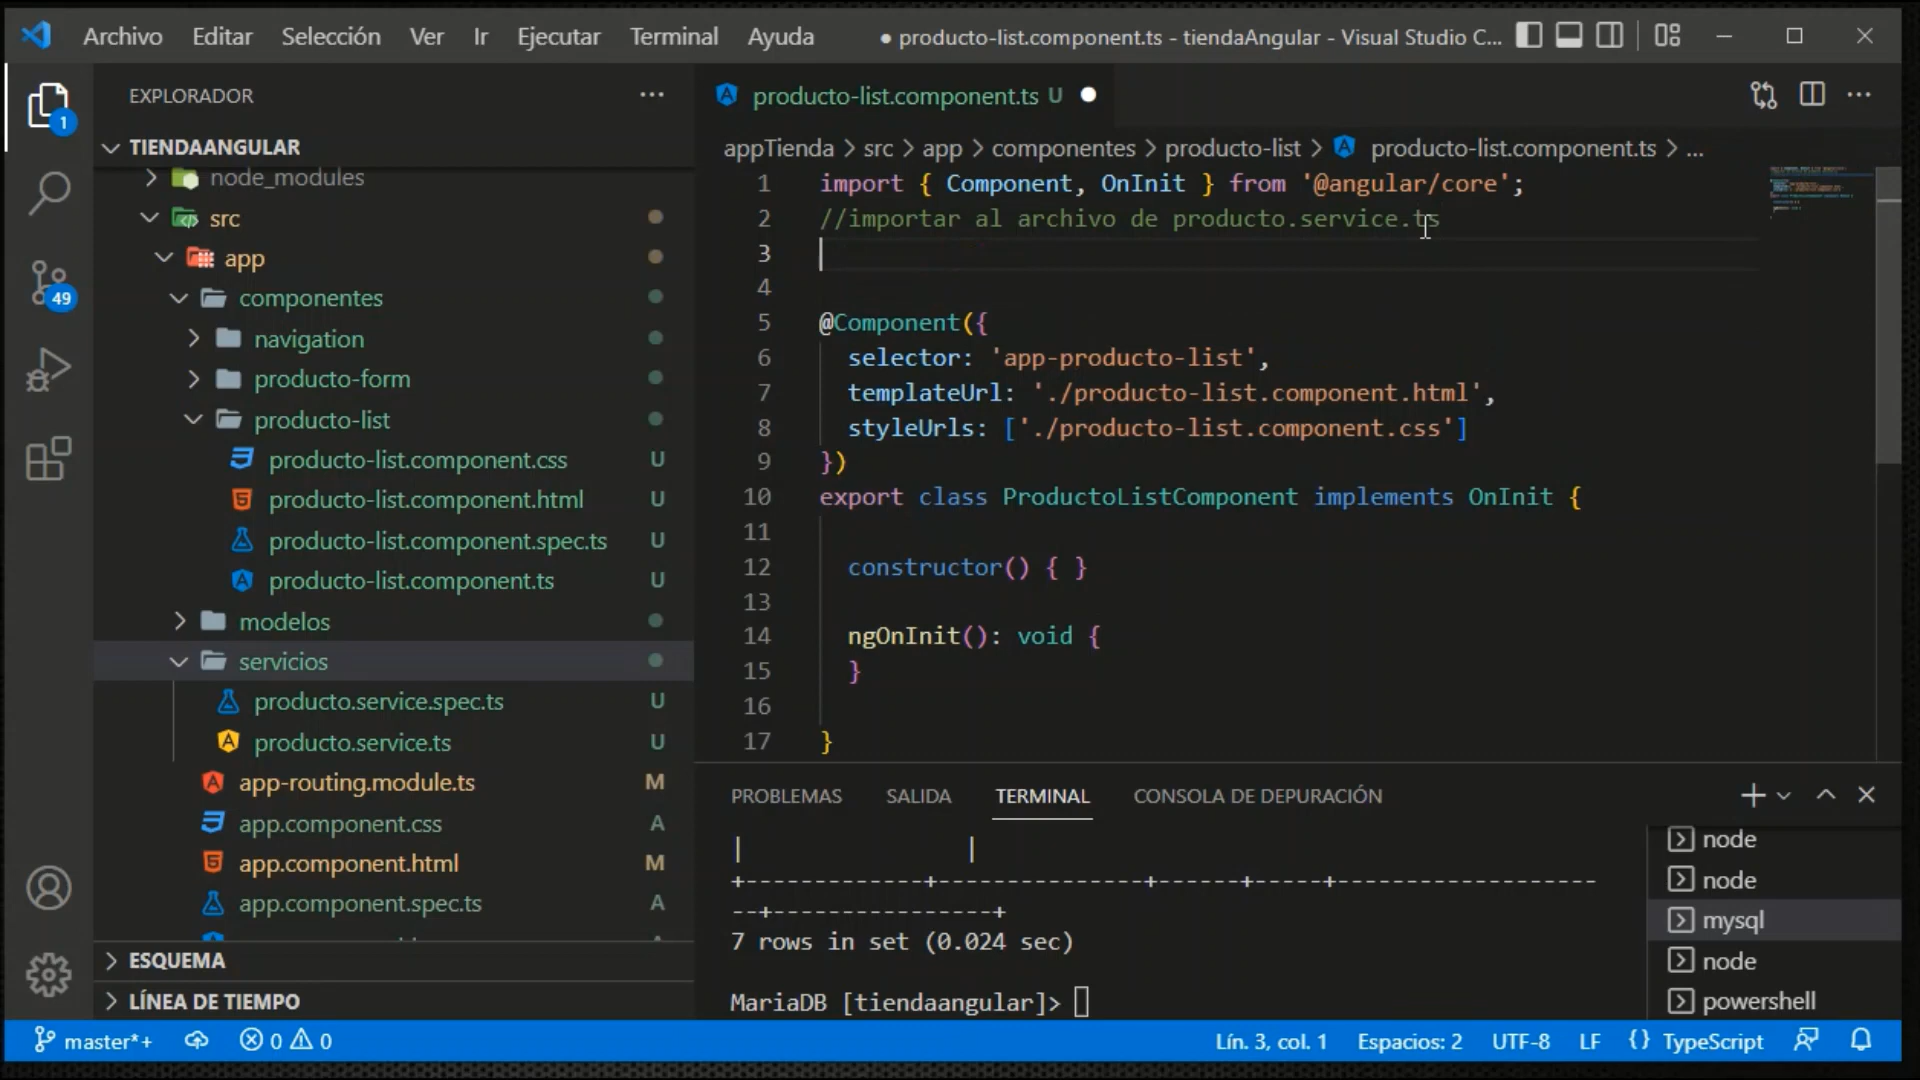 Archivo Editar Selección Ver Ir Ejecutar Terminal Ayuda ● producto-list.component.ts - tiendaAngular - Visual Studio C...
EXPLORADOR ...
1
49
TIENDAANGULAR
node_modules
src
app
componentes
navigation
producto-form
producto-list
producto-list.component.css U
producto-list.component.html U
producto-list.component.spec.ts U
producto-list.component.ts U
modelos
servicios
producto.service.spec.ts U
producto.service.ts U
app-routing.module.ts M
app.component.css A
app.component.html M
app.component.spec.ts A
ESQUEMA
LÍNEA DE TIEMPO
producto-list.component.ts U ●
appTienda > src > app > componentes > producto-list > producto-list.component.ts > ...
1 import { Component, OnInit } from '@angular/core';
2 //importar al archivo de producto.service.ts
3
4
5 @Component({
6 selector: 'app-producto-list',
7 templateUrl: './producto-list.component.html',
8 styleUrls: ['./producto-list.component.css']
9 })
10 export class ProductoListComponent implements OnInit {
11
12 constructor() { }
13
14 ngOnInit(): void {
15 }
16
17 }
PROBLEMAS SALIDA TERMINAL CONSOLA DE DEPURACIÓN
| |
+-------------+---------------+------+-----+-------------------
--+----------------+
7 rows in set (0.024 sec)
MariaDB [tiendaangular]>
node
node
mysql
node
powershell
master*+ 0 0 Lín. 3, col. 1 Espacios: 2 UTF-8 LF {} TypeScript